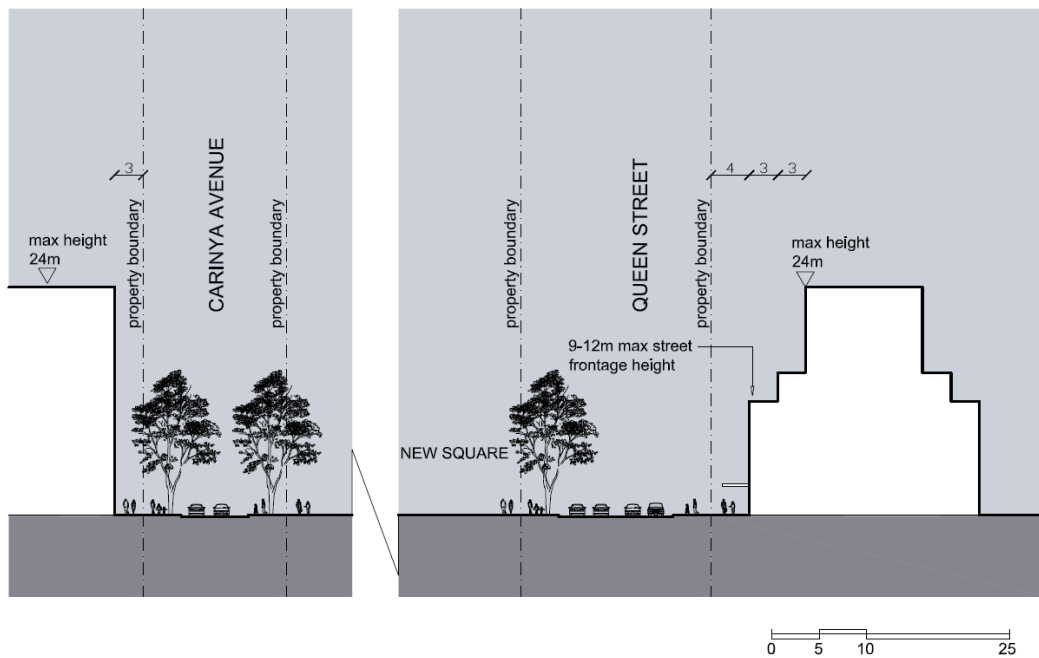 3
max height
24m
property boundary
CARINYA AVENUE
property boundary
NEW SQUARE
property boundary
QUEEN STREET
property boundary
4 3 3
max height
24m
9-12m max street
frontage height
0 5 10 25